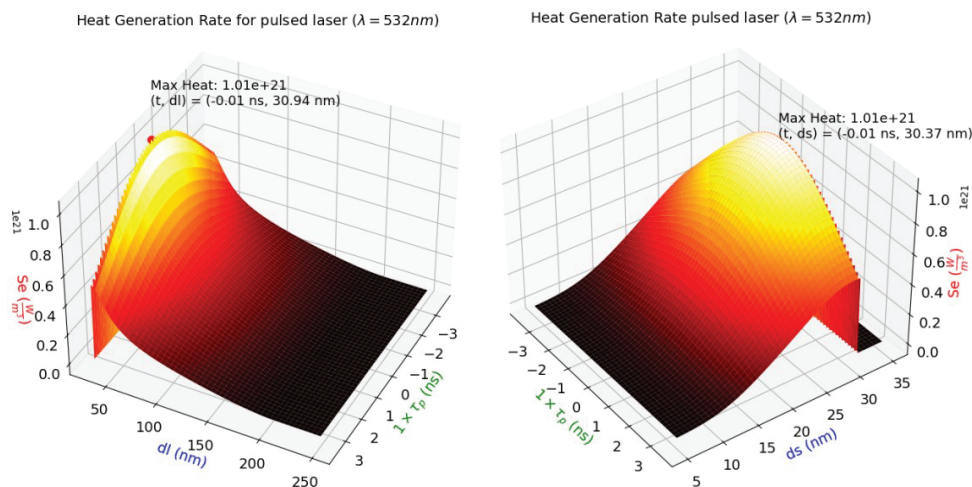 Heat Generation Rate for pulsed laser (λ = 532nm)
Max Heat: 1.01e+21
(t, dl) = (-0.01 ns, 30.94 nm)
1e21
1.0
0.8
0.6
0.4
0.2
0.0
Se (W/m³)
50
100
150
200
250
dl (nm)
−3
−2
−1
0
1
2
3
1 × τp (ns)
Heat Generation Rate pulsed laser (λ = 532nm)
Max Heat: 1.01e+21
(t, ds) = (-0.01 ns, 30.37 nm)
1e21
1.0
0.8
0.6
0.4
0.2
0.0
Se (W/m³)
−3
−2
−1
0
1
2
3
1 × τp (ns)
5
10
15
20
25
30
35
ds (nm)